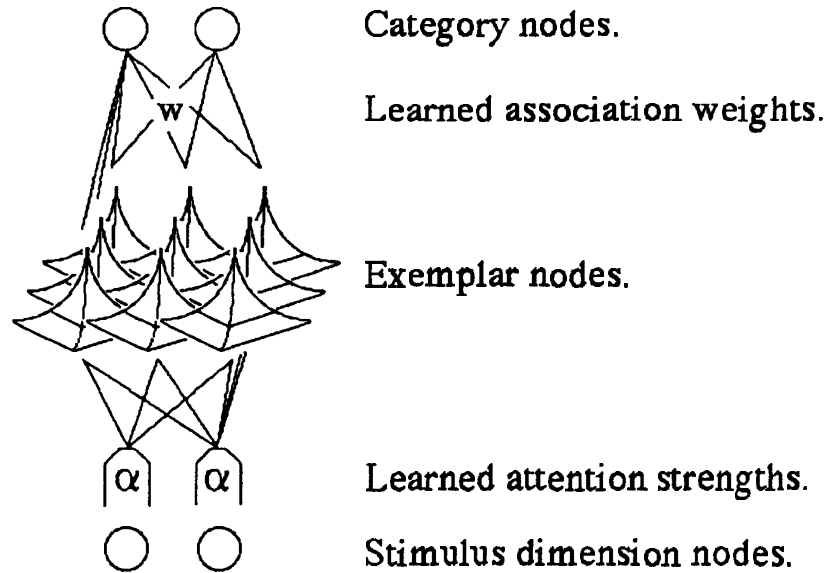 Category nodes.
w
Learned association weights.
Exemplar nodes.
α α
Learned attention strengths.
Stimulus dimension nodes.